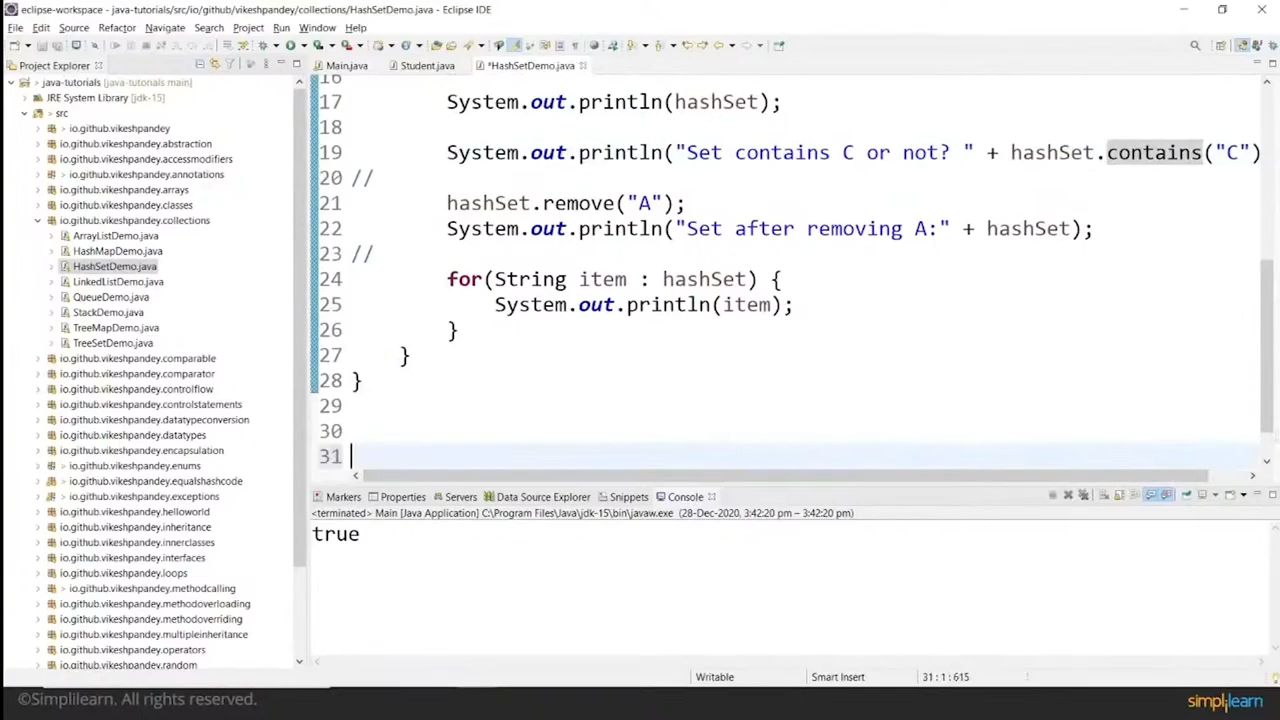 eclipse-workspace - java-tutorials/src/io/github/vikeshpandey/collections/HashSetDemo.java - Eclipse IDE
File Edit Source Refactor Navigate Search Project Run Window Help
Project Explorer
Main.java Student.java *HashSetDemo.java
java-tutorials [java-tutorials main]
JRE System Library [jdk-15]
src
> io.github.vikeshpandey
io.github.vikeshpandey.abstraction
io.github.vikeshpandey.accessmodifiers
> io.github.vikeshpandey.annotations
io.github.vikeshpandey.arrays
io.github.vikeshpandey.classes
io.github.vikeshpandey.collections
ArrayListDemo.java
HashMapDemo.java
HashSetDemo.java
LinkedListDemo.java
QueueDemo.java
StackDemo.java
TreeMapDemo.java
TreeSetDemo.java
io.github.vikeshpandey.comparable
io.github.vikeshpandey.comparator
io.github.vikeshpandey.controlflow
io.github.vikeshpandey.controlstatements
io.github.vikeshpandey.datatypeconversion
io.github.vikeshpandey.datatypes
io.github.vikeshpandey.encapsulation
> io.github.vikeshpandey.enums
io.github.vikeshpandey.equalshashcode
io.github.vikeshpandey.exceptions
io.github.vikeshpandey.helloworld
io.github.vikeshpandey.inheritance
io.github.vikeshpandey.innerclasses
io.github.vikeshpandey.interfaces
io.github.vikeshpandey.loops
> io.github.vikeshpandey.methodcalling
io.github.vikeshpandey.methodoverloading
io.github.vikeshpandey.methodoverriding
io.github.vikeshpandey.multipleinheritance
io.github.vikeshpandey.operators
io.github.vikeshpandey.random
16
17 System.out.println(hashSet);
18
19 System.out.println("Set contains C or not? " + hashSet.contains("C")
20 //
21 hashSet.remove("A");
22 System.out.println("Set after removing A:" + hashSet);
23 //
24 for(String item : hashSet) {
25 System.out.println(item);
26 }
27 }
28 }
29
30
31
Markers Properties Servers Data Source Explorer Snippets Console
<terminated> Main [Java Application] C:\Program Files\Java\jdk-15\bin\javaw.exe (28-Dec-2020, 3:42:20 pm – 3:42:20 pm)
true
Writable Smart Insert 31 : 1 : 615
©Simplilearn. All rights reserved.
simplilearn